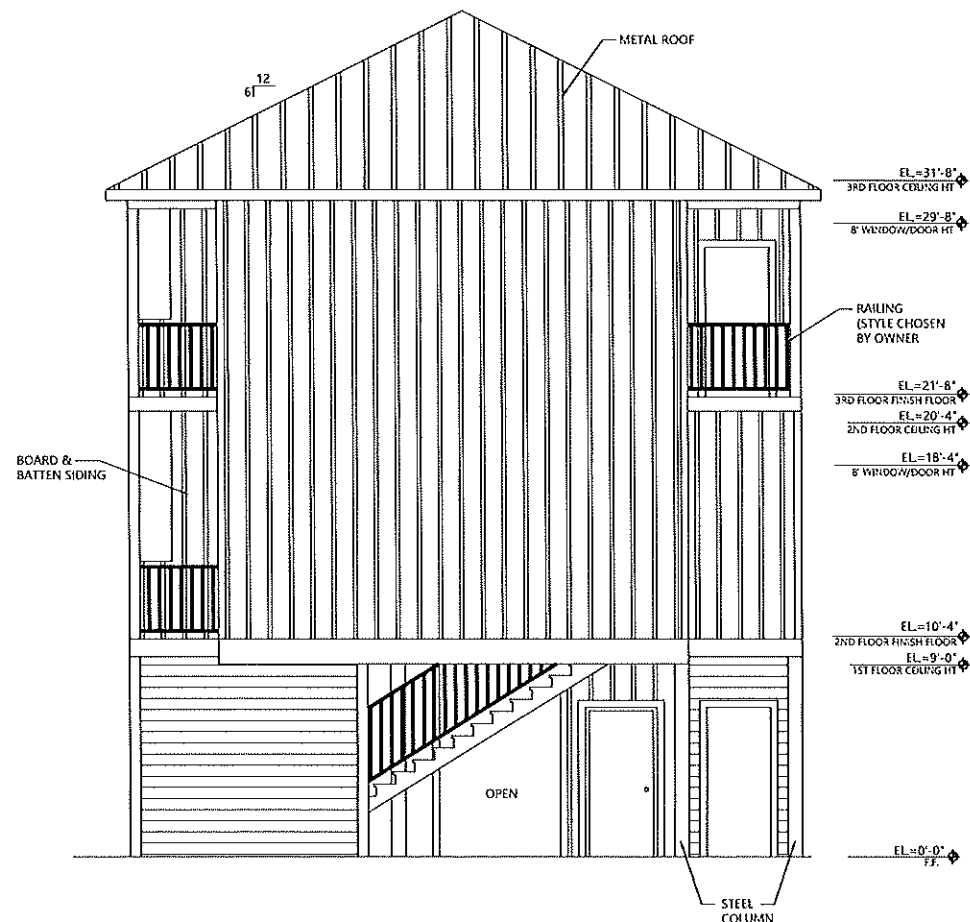 METAL ROOF
12
6
EL.=31'-8"
3RD FLOOR CEILING HT
EL.=29'-8"
8' WINDOW/DOOR HT
RAILING
(STYLE CHOSEN
BY OWNER
EL.=21'-8"
3RD FLOOR FINISH FLOOR
EL.=20'-4"
2ND FLOOR CEILING HT
EL.=18'-4"
8' WINDOW/DOOR HT
BOARD &
BATTEN SIDING
EL.=10'-4"
2ND FLOOR FINISH FLOOR
EL.=9'-0"
1ST FLOOR CEILING HT
OPEN
EL.=0'-0"
F.F.
STEEL
COLUMN